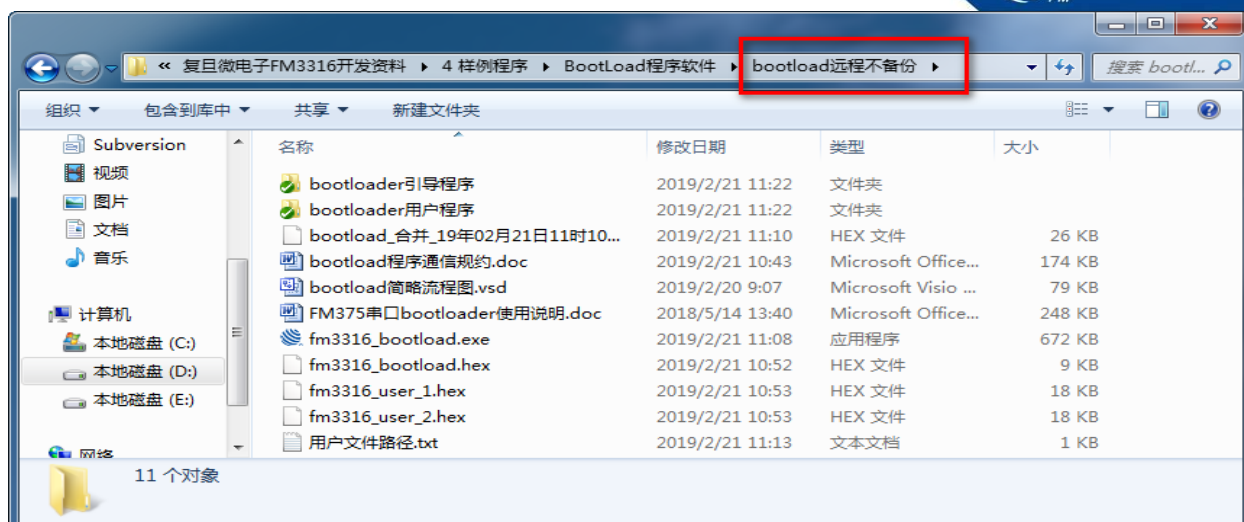 « 复旦微电子FM3316开发资料 ▸ 4 样例程序 ▸ BootLoad程序软件 ▸ bootload远程不备份 ▸ 搜索 bootl...
组织 包含到库中 共享 新建文件夹
Subversion
视频
图片
文档
音乐
计算机
本地磁盘 (C:)
本地磁盘 (D:)
本地磁盘 (E:)
网络
名称 修改日期 类型 大小
bootloader引导程序 2019/2/21 11:22 文件夹
bootloader用户程序 2019/2/21 11:22 文件夹
bootload_合并_19年02月21日11时10... 2019/2/21 11:10 HEX 文件 26 KB
bootload程序通信规约.doc 2019/2/21 10:43 Microsoft Office... 174 KB
bootload简略流程图.vsd 2019/2/20 9:07 Microsoft Visio ... 79 KB
FM375串口bootloader使用说明.doc 2018/5/14 13:40 Microsoft Office... 248 KB
fm3316_bootload.exe 2019/2/21 11:08 应用程序 672 KB
fm3316_bootload.hex 2019/2/21 10:52 HEX 文件 9 KB
fm3316_user_1.hex 2019/2/21 10:53 HEX 文件 18 KB
fm3316_user_2.hex 2019/2/21 10:53 HEX 文件 18 KB
用户文件路径.txt 2019/2/21 11:13 文本文档 1 KB
11 个对象